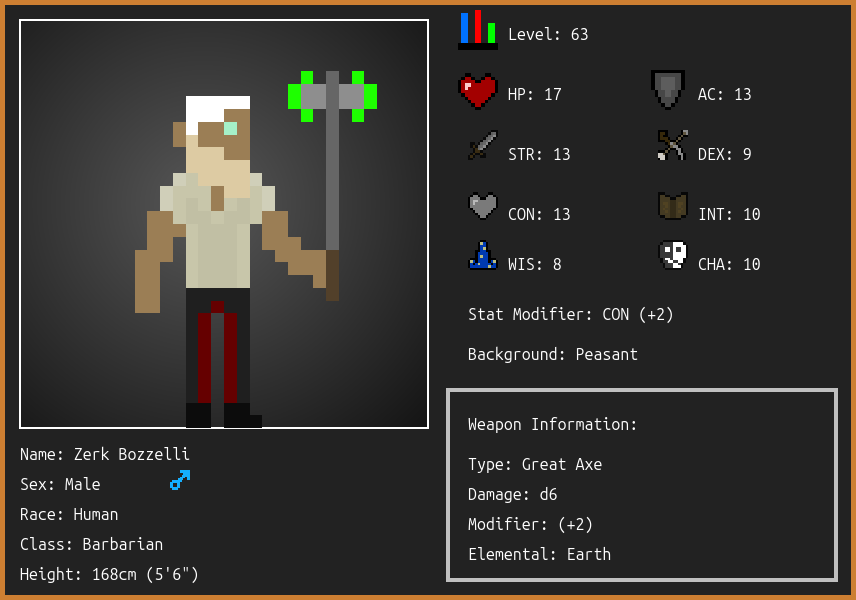 Level: 63
HP: 17
AC: 13
STR: 13
DEX: 9
CON: 13
INT: 10
WIS: 8
CHA: 10
Stat Modifier: CON (+2)
Background: Peasant
Weapon Information:
Type: Great Axe
Damage: d6
Modifier: (+2)
Elemental: Earth
Name: Zerk Bozzelli
Sex: Male
Race: Human
Class: Barbarian
Height: 168cm (5'6")